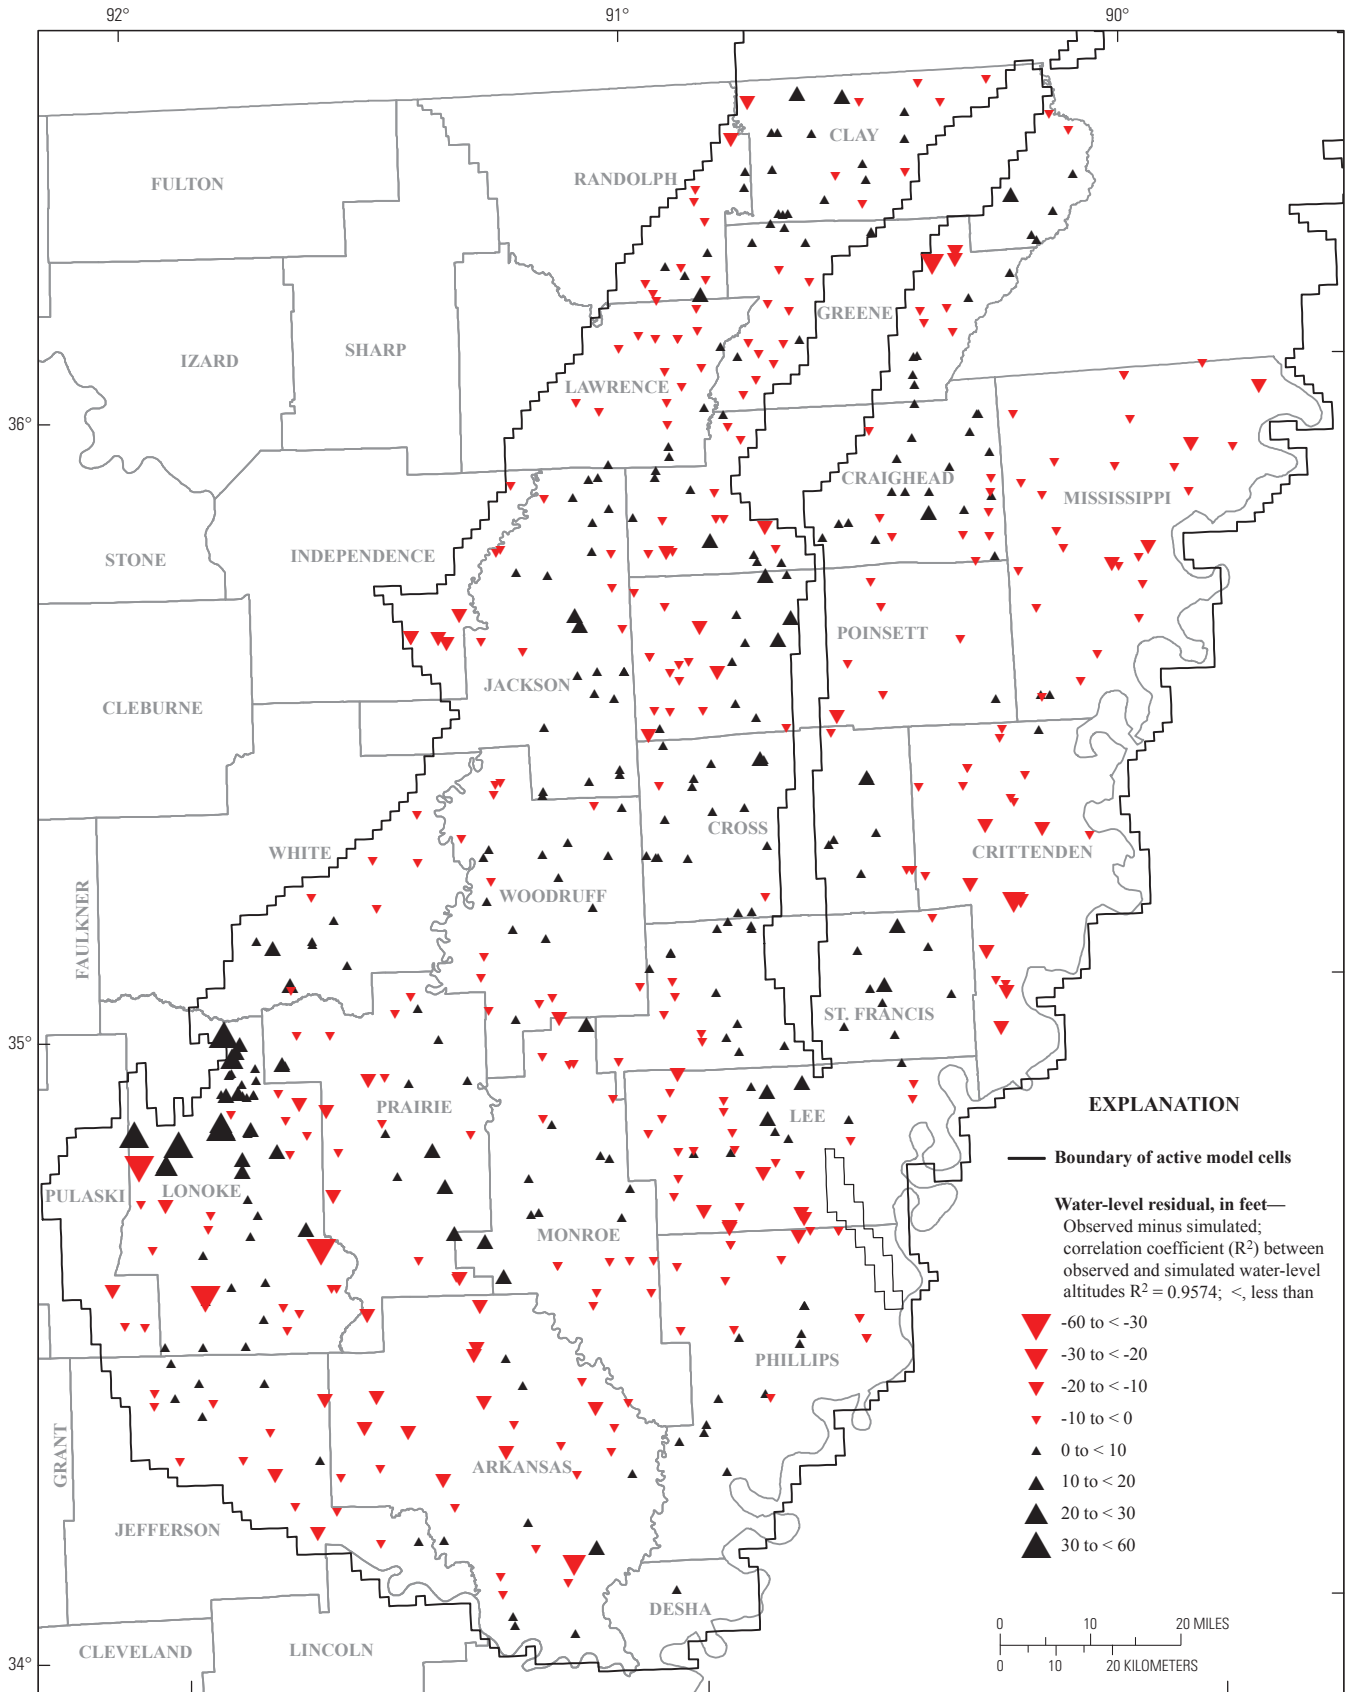 92°
91°
90°
CLAY
RANDOLPH
FULTON
GREENE
IZARD
SHARP
LAWRENCE
36°
CRAIGHEAD
MISSISSIPPI
STONE
INDEPENDENCE
POINSETT
JACKSON
CLEBURNE
CROSS
WHITE
CRITTENDEN
WOODRUFF
FAULKNER
ST. FRANCIS
35°
PRAIRIE
LEE
EXPLANATION
Boundary of active model cells
PULASKI
LONOKE
MONROE
Water-level residual, in feet—
Observed minus simulated;
correlation coefficient (R²) between
observed and simulated water-level
altitudes R² = 0.9574; <, less than
-60 to < -30
-30 to < -20
-20 to < -10
-10 to < 0
0 to < 10
10 to < 20
20 to < 30
30 to < 60
PHILLIPS
GRANT
ARKANSAS
JEFFERSON
DESHA
CLEVELAND
LINCOLN
34°
0 10 20 MILES
0 10 20 KILOMETERS